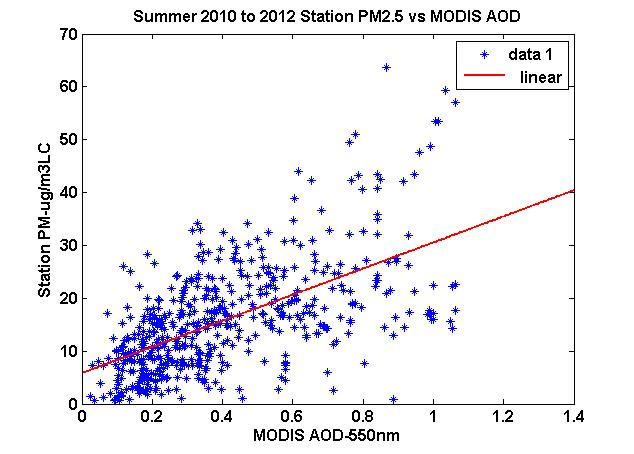 Summer 2010 to 2012 Station PM2.5 vs MODIS AOD
data 1
linear
Station PM-ug/m3LC
70
60
50
40
30
20
10
0
0 0.2 0.4 0.6 0.8 1 1.2 1.4
MODIS AOD-550nm